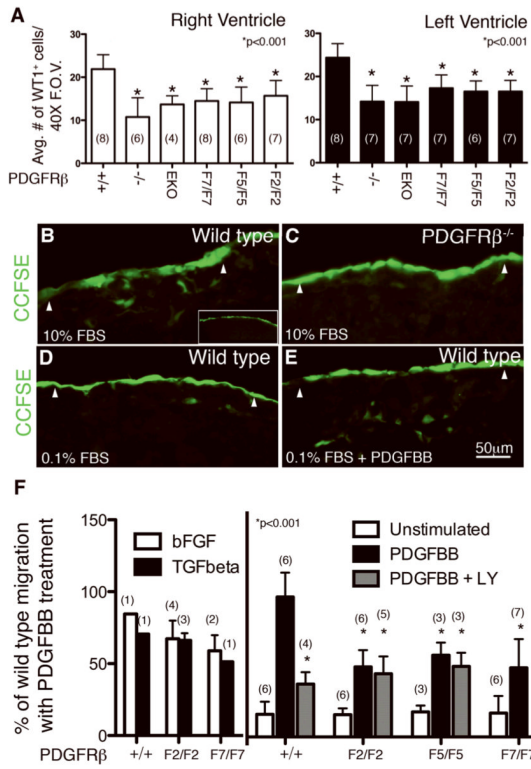 A
Right Ventricle
Left Ventricle
*p<0.001
*p<0.001
Avg. # of WT1+ cells/
40X F.O.V.
40
30
20
10
0
40
30
20
10
0
* * * * *
* * * * *
(8) (6) (4) (8) (6) (7)
(8) (7) (7) (7) (7) (7)
PDGFRβ
+/+ -/- EKO F7/F7 F5/F5 F2/F2
+/+ -/- EKO F7/F7 F5/F5 F2/F2
B
Wild type
CCFSE
10% FBS
C
PDGFRβ-/-
10% FBS
D
Wild type
CCFSE
0.1% FBS
E
Wild type
0.1% FBS + PDGFBB
50μm
F
% of wild type migration
with PDGFBB treatment
150
100
50
0
bFGF
TGFbeta
(1) (1) (4) (3) (2) (1)
*p<0.001
Unstimulated
PDGFBB
PDGFBB + LY
(6) (6) (4) * (6) (6) * (5) * (3) (3) * (3) * (6) (7) *
PDGFRβ +/+ F2/F2 F7/F7
+/+ F2/F2 F5/F5 F7/F7